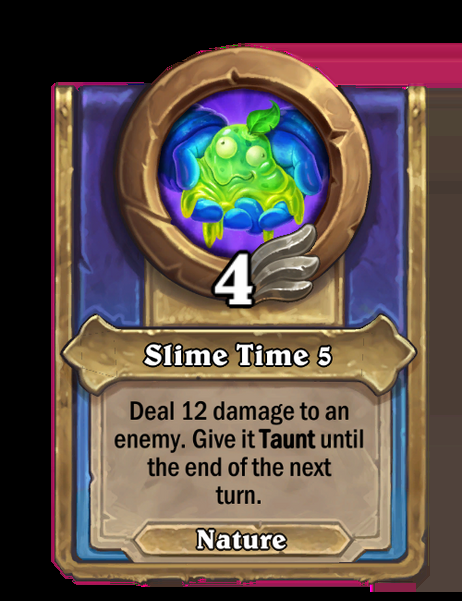 4
Slime Time 5
Deal 12 damage to an
enemy. Give it Taunt until
the end of the next
turn.
Nature